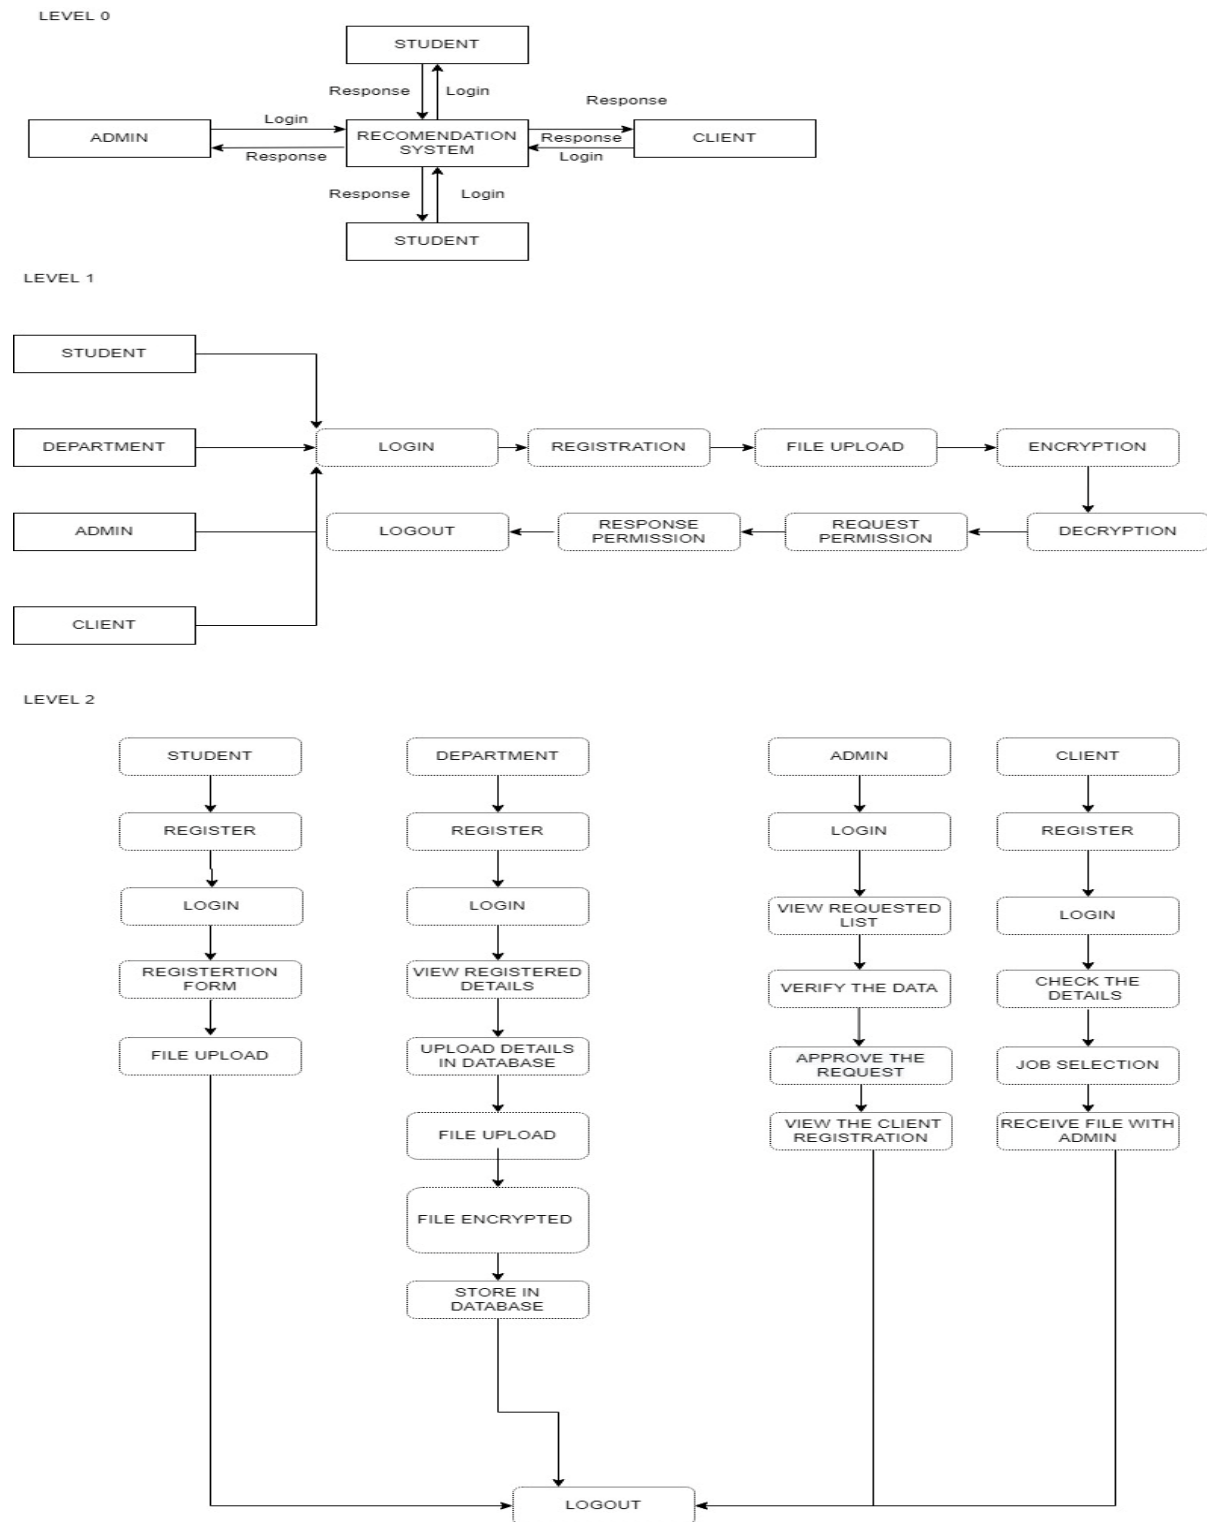 LEVEL 0
STUDENT
Response
Login
Response
Login
ADMIN
RECOMENDATION
SYSTEM
Response
CLIENT
Response
Login
Response
Login
STUDENT
LEVEL 1
STUDENT
DEPARTMENT
LOGIN
REGISTRATION
FILE UPLOAD
ENCRYPTION
ADMIN
LOGOUT
RESPONSE
PERMISSION
REQUEST
PERMISSION
DECRYPTION
CLIENT
LEVEL 2
STUDENT
DEPARTMENT
ADMIN
CLIENT
REGISTER
REGISTER
LOGIN
REGISTER
LOGIN
LOGIN
VIEW REQUESTED
LIST
LOGIN
REGISTERTION
FORM
VIEW REGISTERED
DETAILS
VERIFY THE DATA
CHECK THE
DETAILS
FILE UPLOAD
UPLOAD DETAILS
IN DATABASE
APPROVE THE
REQUEST
JOB SELECTION
FILE UPLOAD
VIEW THE CLIENT
REGISTRATION
RECEIVE FILE WITH
ADMIN
FILE ENCRYPTED
STORE IN
DATABASE
LOGOUT